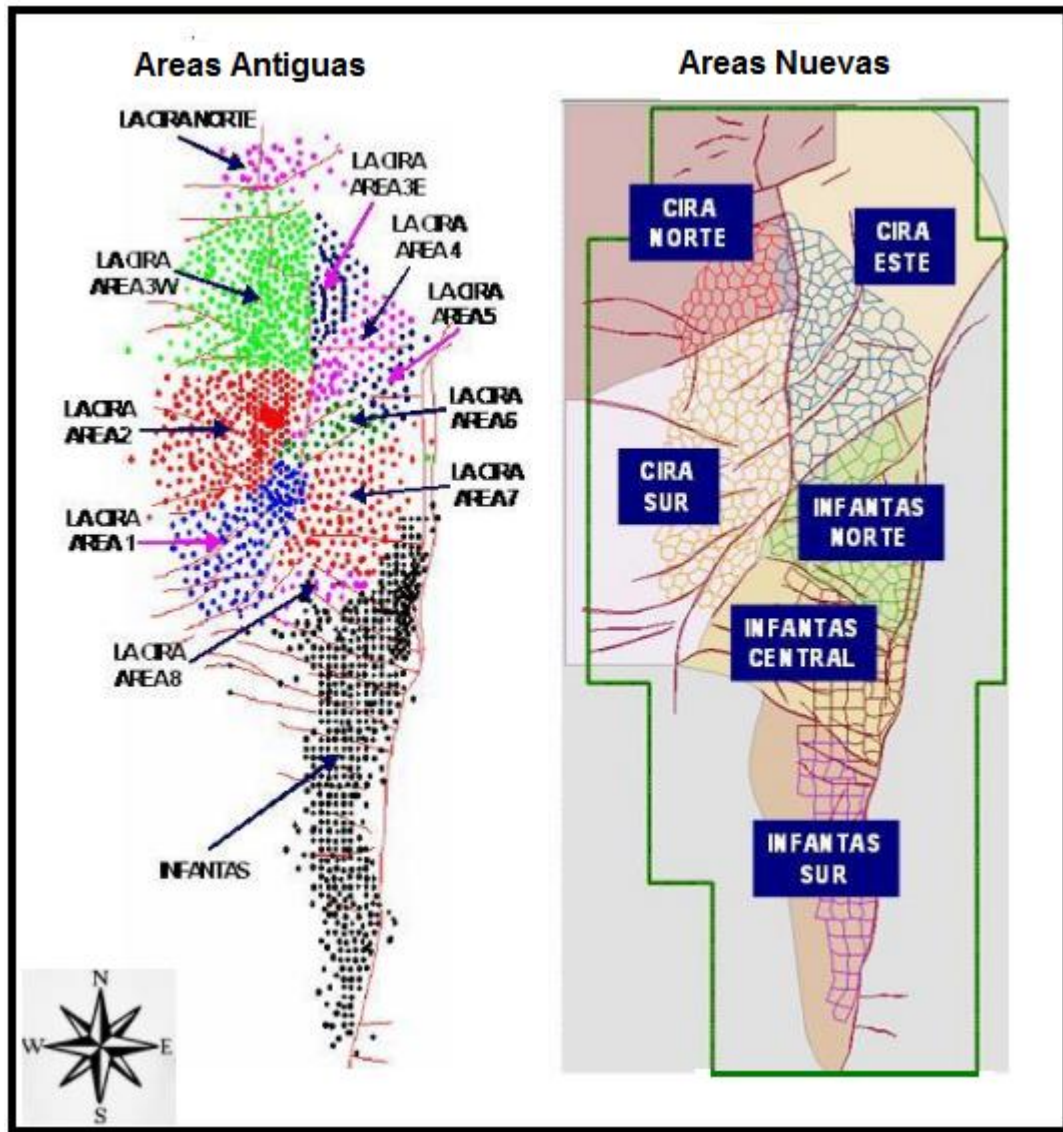 Areas Antiguas
LA CIRA NORTE
LA CIRA
AREA 3E
LA CIRA
AREA 4
LA CIRA
AREA 3W
LA CIRA
AREA 5
LA CIRA
AREA 2
LA CIRA
AREA 6
LA CIRA
AREA 7
LA CIRA
AREA 1
LA CIRA
AREA 8
INFANTAS
N
W
E
S
Areas Nuevas
CIRA
NORTE
CIRA
ESTE
CIRA
SUR
INFANTAS
NORTE
INFANTAS
CENTRAL
INFANTAS
SUR